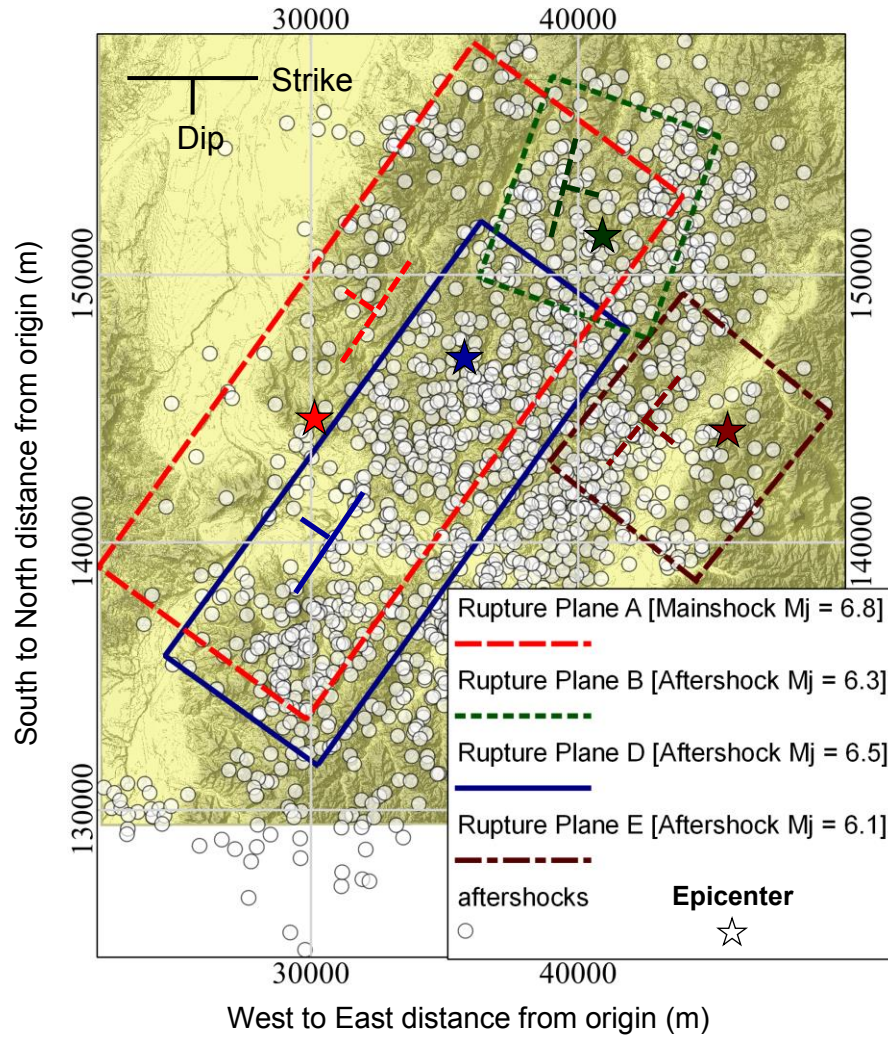 30000 40000
Strike
Dip
150000 150000
140000 140000
130000
South to North distance from origin (m)
Rupture Plane A [Mainshock Mj = 6.8]
Rupture Plane B [Aftershock Mj = 6.3]
Rupture Plane D [Aftershock Mj = 6.5]
Rupture Plane E [Aftershock Mj = 6.1]
aftershocks Epicenter
30000 40000
West to East distance from origin (m)